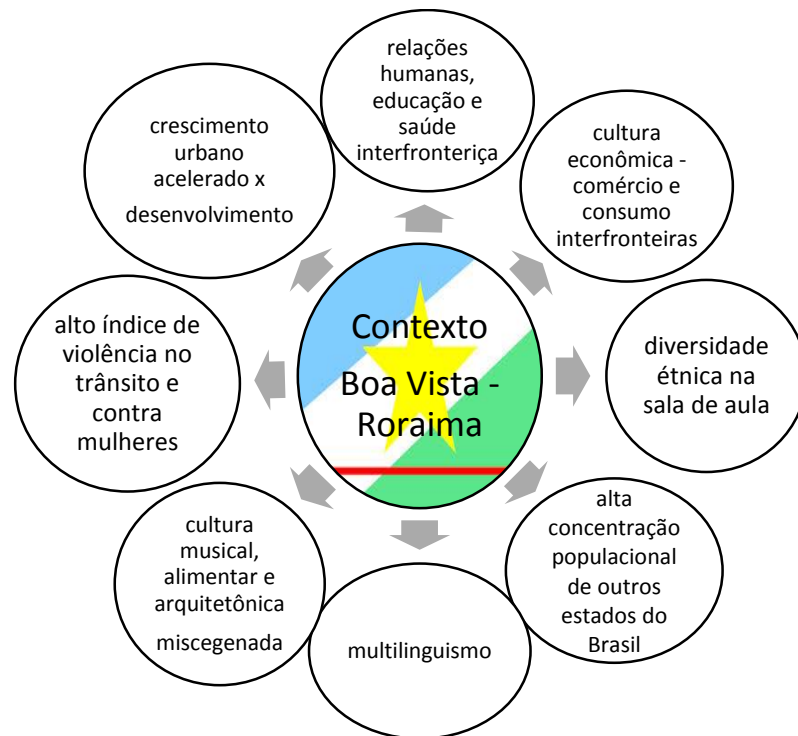 relações
humanas,
educação e
saúde
interfronteiriça
cultura
econômica -
comércio e
consumo
interfronteiras
diversidade
étnica na
sala de aula
alta
concentração
populacional
de outros
estados do
Brasil
multilinguismo
cultura
musical,
alimentar e
arquitetônica
miscegenada
alto índice de
violência no
trânsito e
contra
mulheres
crescimento
urbano
acelerado x
desenvolvimento
Contexto
Boa Vista -
Roraima